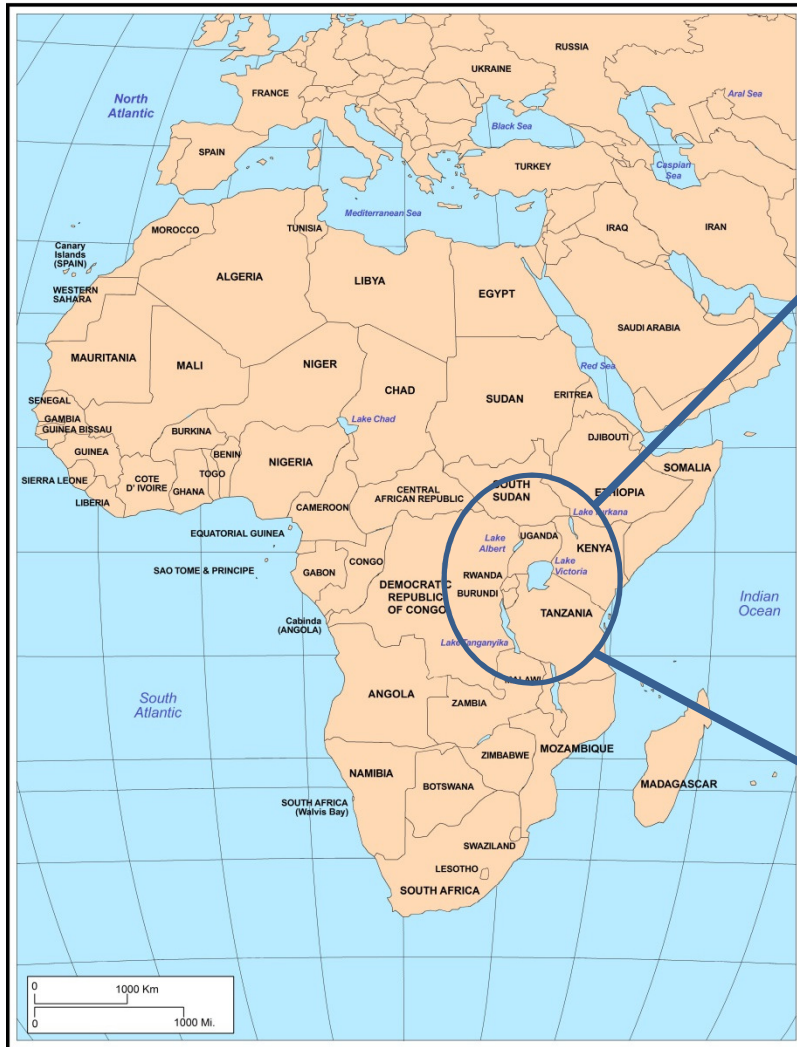 RUSSIA
UKRAINE
FRANCE
North
Atlantic
Aral Sea
Black Sea
SPAIN
TURKEY
Caspian
Sea
Mediterranean Sea
MOROCCO
TUNISIA
IRAQ
IRAN
Canary
Islands
(SPAIN)
ALGERIA
LIBYA
EGYPT
WESTERN
SAHARA
SAUDI ARABIA
MAURITANIA
MALI
NIGER
Red Sea
CHAD
SUDAN
ERITREA
SENEGAL
GAMBIA
GUINEA BISSAU
Lake Chad
BURKINA
DJIBOUTI
GUINEA
BENIN
NIGERIA
SOMALIA
SIERRA LEONE
COTE
D' IVOIRE
TOGO
GHANA
LIBERIA
CENTRAL
AFRICAN REPUBLIC
SOUTH
SUDAN
ETHIOPIA
CAMEROON
Lake Turkana
EQUATORIAL GUINEA
Lake
Albert
UGANDA
KENYA
CONGO
GABON
Lake
Victoria
SAO TOME & PRINCIPE
DEMOCRATIC
REPUBLIC
OF CONGO
RWANDA
BURUNDI
Indian
Ocean
TANZANIA
Cabinda
(ANGOLA)
Lake Tanganyika
MALAWI
South
Atlantic
ANGOLA
ZAMBIA
MOZAMBIQUE
ZIMBABWE
NAMIBIA
BOTSWANA
MADAGASCAR
SOUTH AFRICA
(Walvis Bay)
SWAZILAND
LESOTHO
SOUTH AFRICA
0 1000 Km
0 1000 Mi.